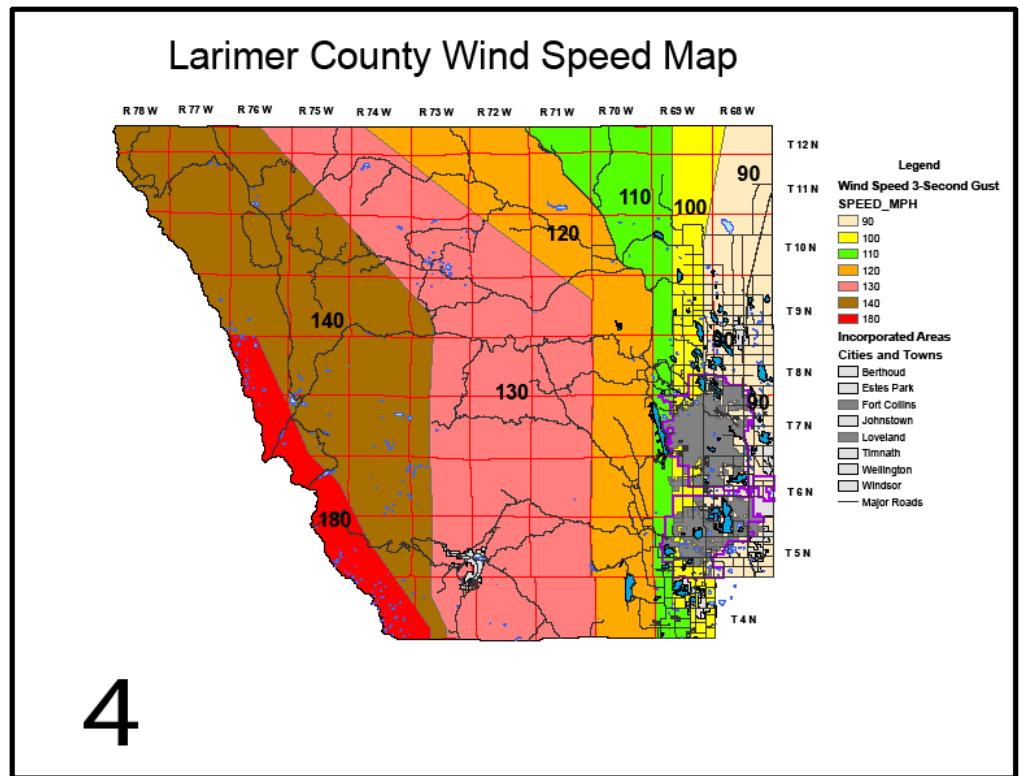 Larimer County Wind Speed Map
R 78 W R 77 W R 76 W R 75 W R 74 W R 73 W R 72 W R 71 W R 70 W R 69 W R 68 W
T 12 N
T 11 N
T 10 N
T 9 N
T 8 N
T 7 N
T 6 N
T 5 N
T 4 N
90
110
100
120
140
90
130
90
180
Legend
Wind Speed 3-Second Gust
SPEED_MPH
90
100
110
120
130
140
180
Incorporated Areas
Cities and Towns
Berthoud
Estes Park
Fort Collins
Johnstown
Loveland
Timnath
Wellington
Windsor
Major Roads
4